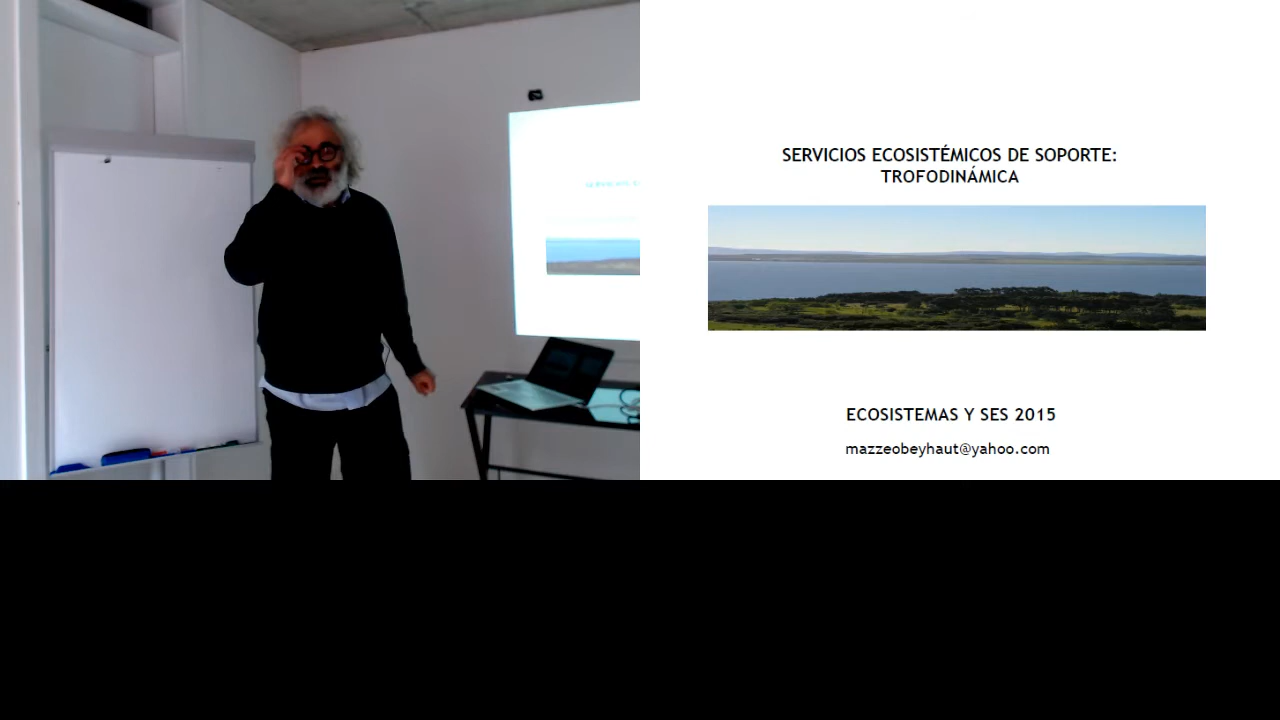 SERVICIOS ECOSISTÉMICOS DE SOPORTE:
TROFODINÁMICA
ECOSISTEMAS Y SES 2015
mazzeobeyhaut@yahoo.com